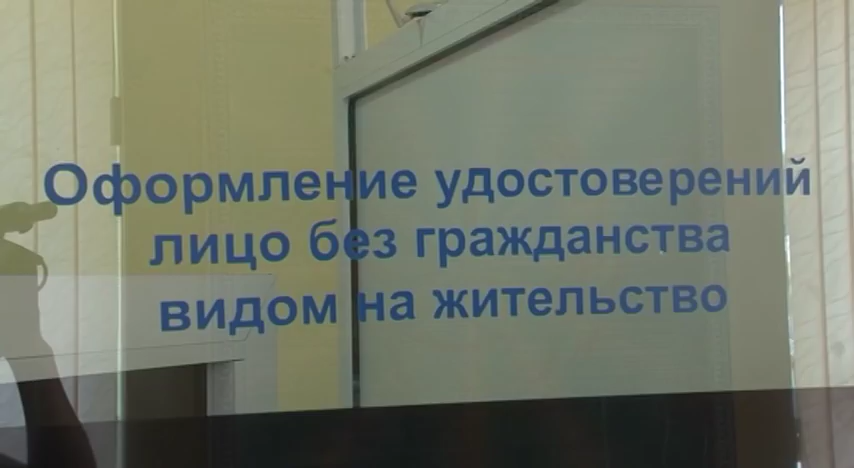 Оформление удостоверений
лицо без гражданства
видом на жительство